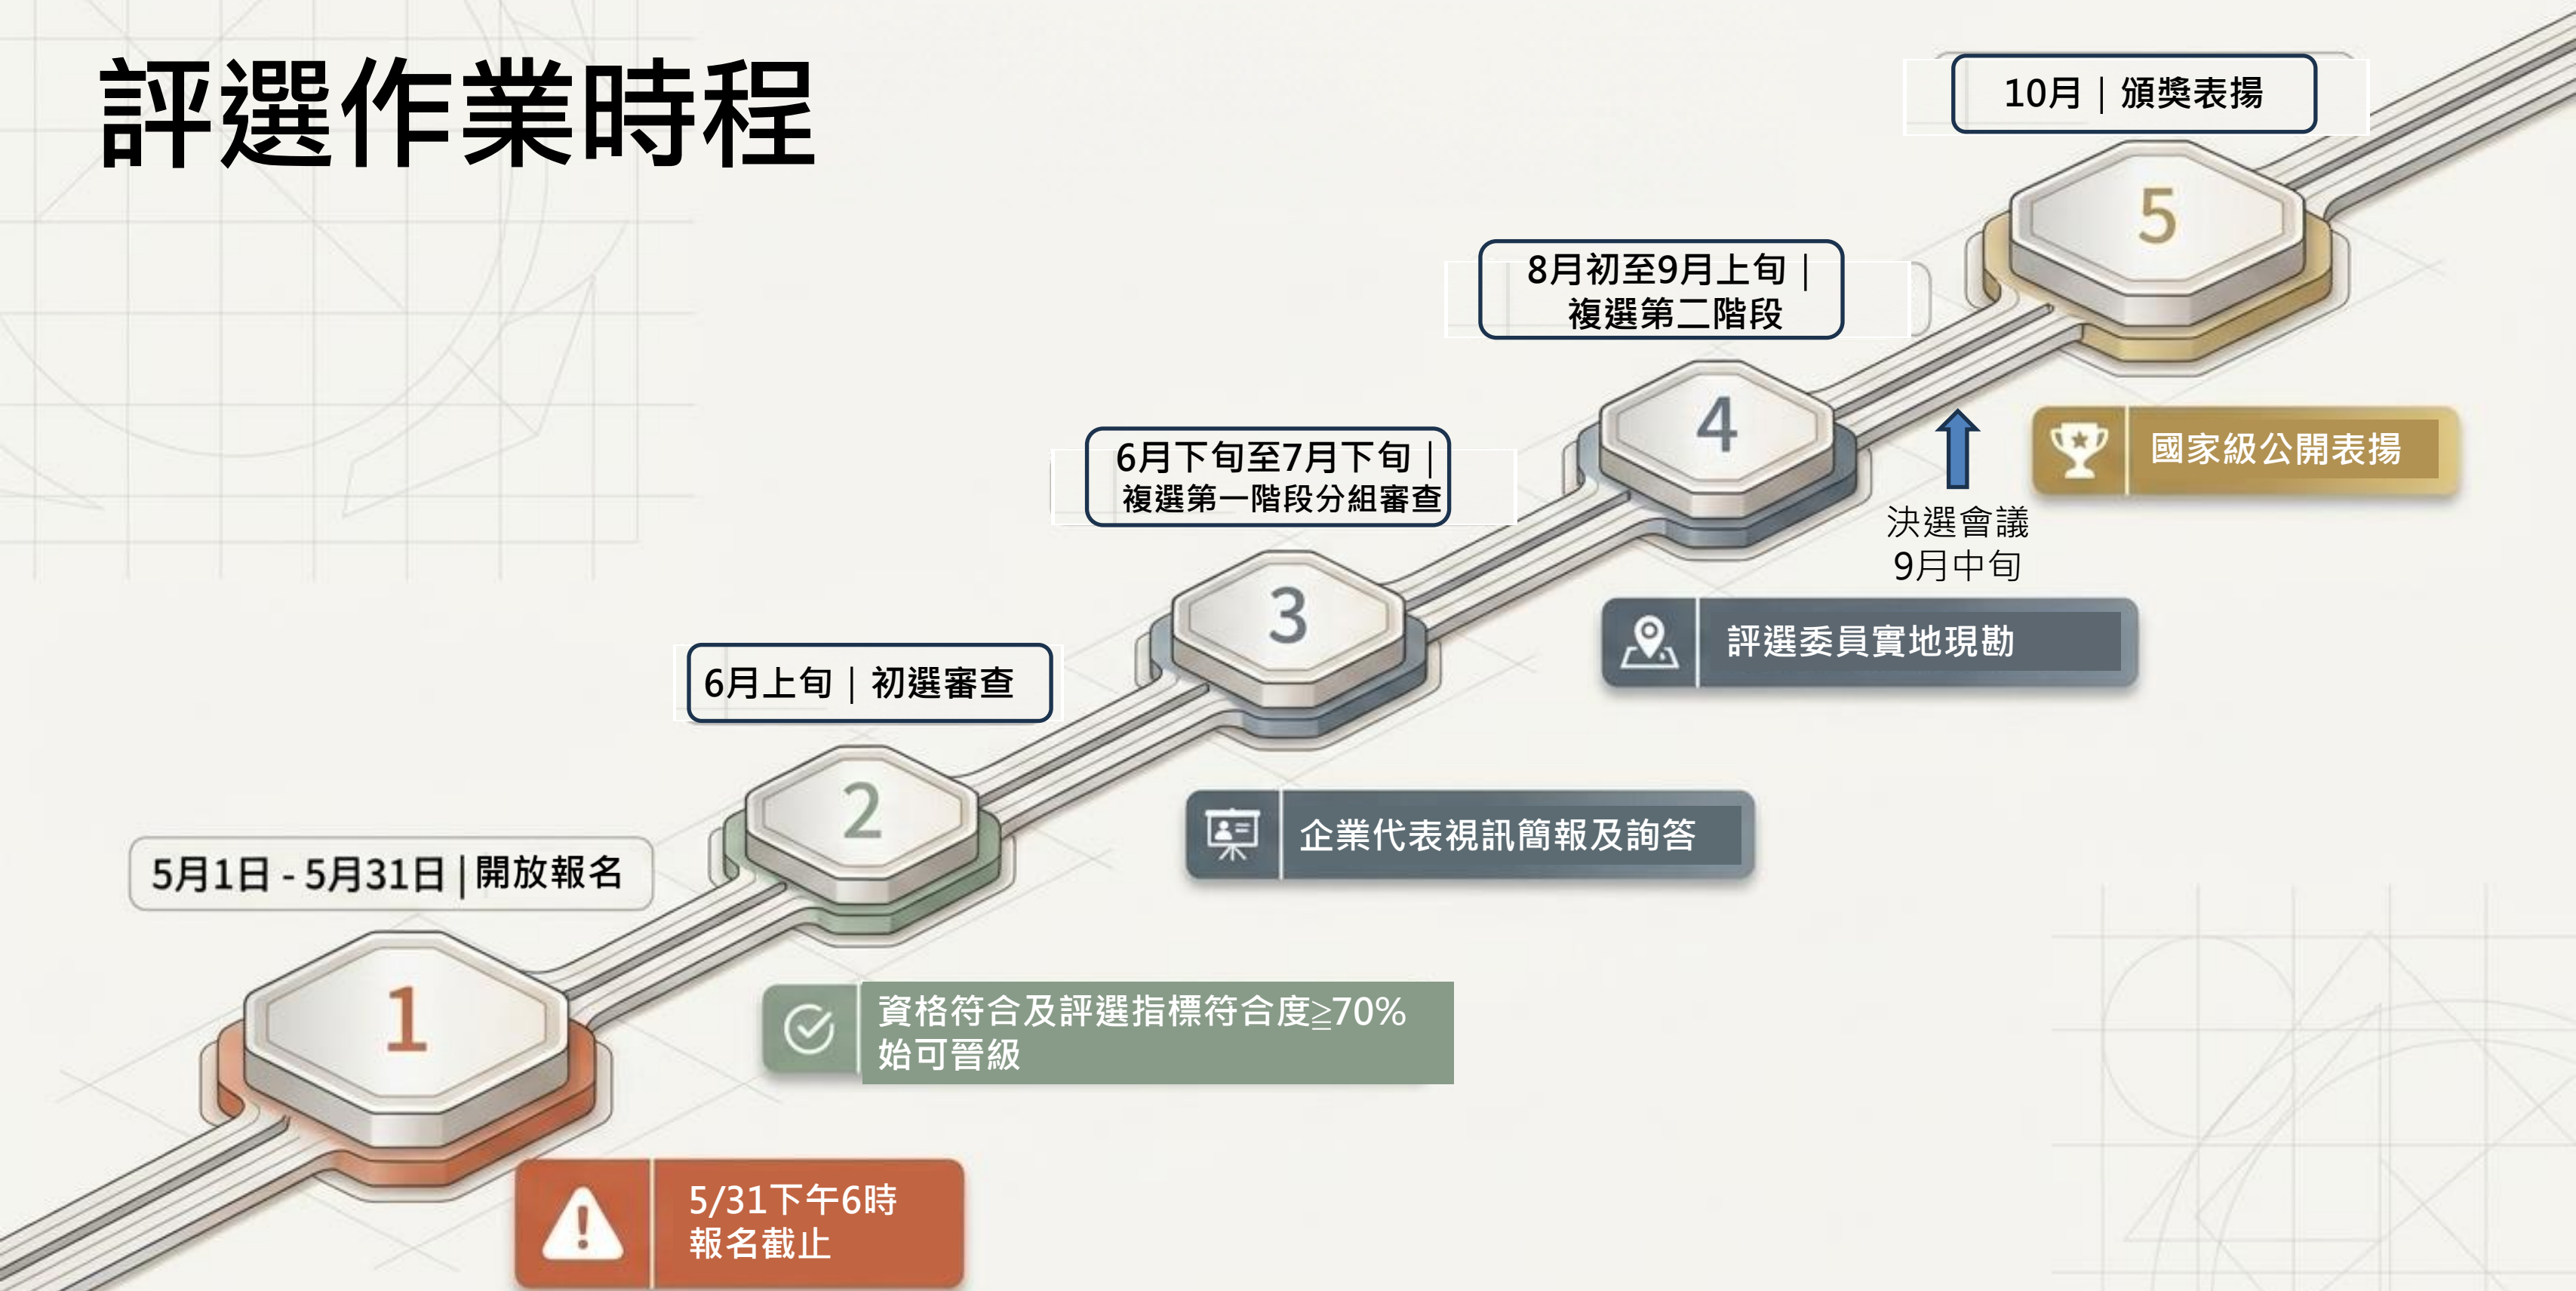 評選作業時程
5月1日 - 5月31日 | 開放報名
1
5/31下午6時
報名截止
6月上旬｜初選審查
2
資格符合及評選指標符合度≧70%
始可晉級
6月下旬至7月下旬｜
複選第一階段分組審查
3
企業代表視訊簡報及詢答
8月初至9月上旬｜
複選第二階段
4
評選委員實地現勘
決選會議
9月中旬
10月｜頒獎表揚
5
國家級公開表揚